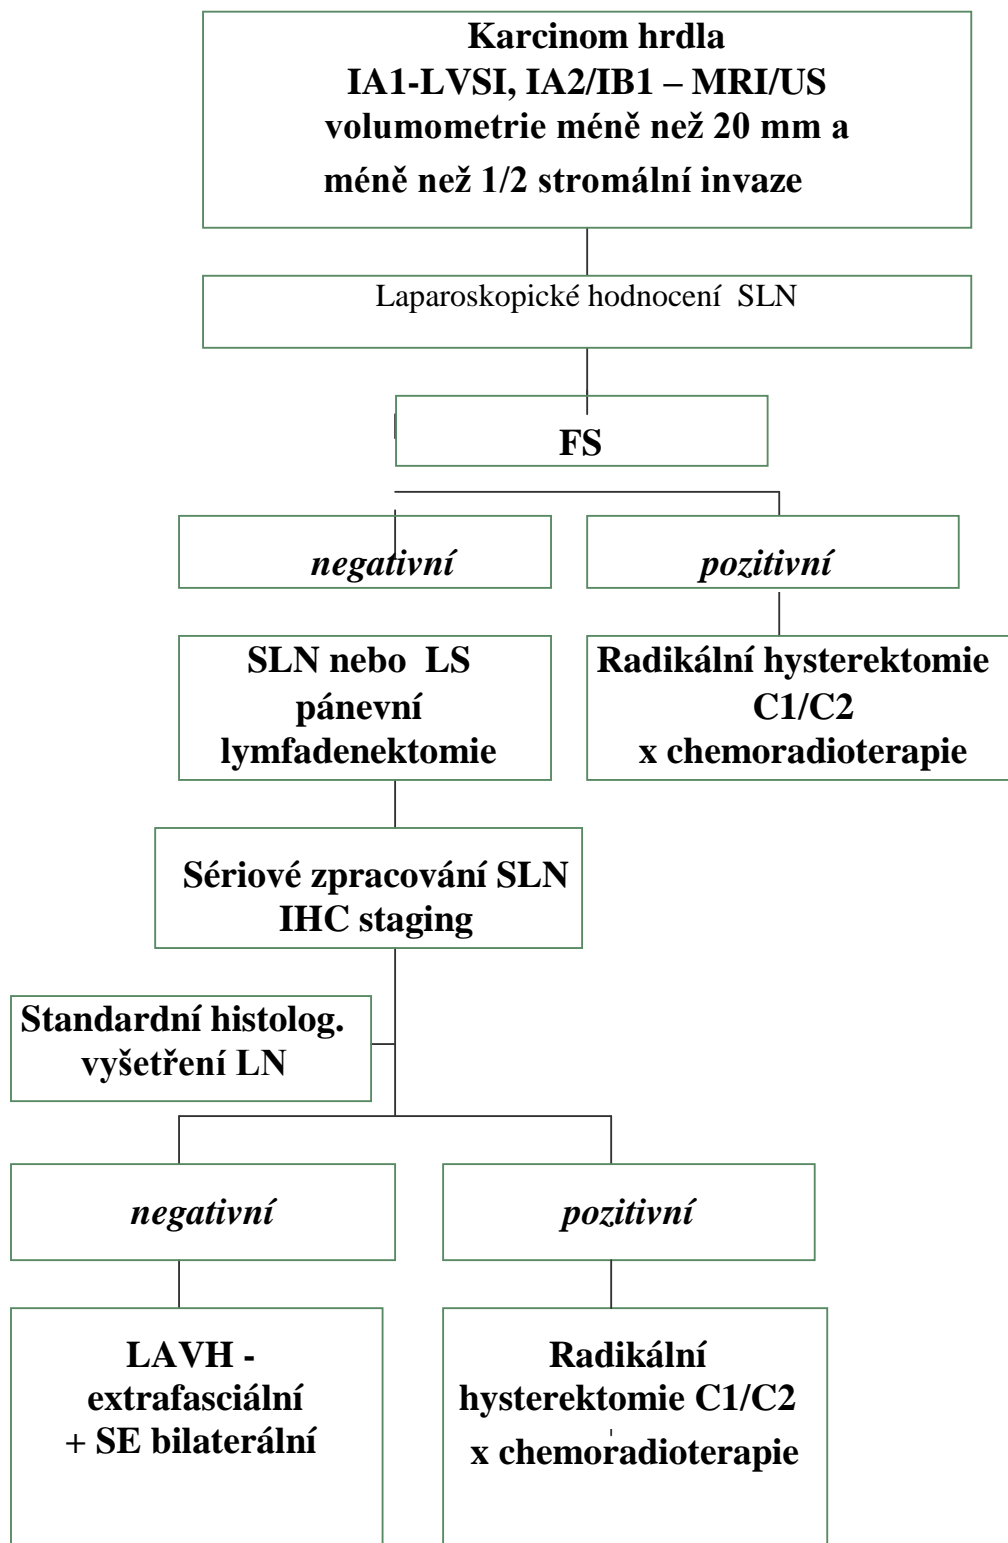 Karcinom hrdla
IA1-LVSI, IA2/IB1 – MRI/US
volumometrie méně než 20 mm a
méně než 1/2 stromální invaze
Laparoskopické hodnocení SLN
FS
negativní
pozitivní
SLN nebo LS
pánevní
lymfadenektomie
Radikální hysterektomie
C1/C2
x chemoradioterapie
Sériové zpracování SLN
IHC staging
Standardní histolog.
vyšetření LN
negativní
pozitivní
LAVH -
extrafasciální
+ SE bilaterální
Radikální
hysterektomie C1/C2
x chemoradioterapie